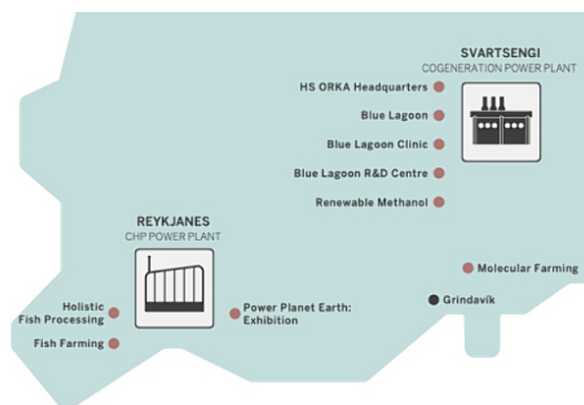 SVARTSENGI
COGENERATION POWER PLANT
HS ORKA Headquarters
Blue Lagoon
Blue Lagoon Clinic
Blue Lagoon R&D Centre
Renewable Methanol
REYKJANES
CHP POWER PLANT
Molecular Farming
Grindavík
Holistic
Fish Processing
Power Planet Earth:
Exhibition
Fish Farming